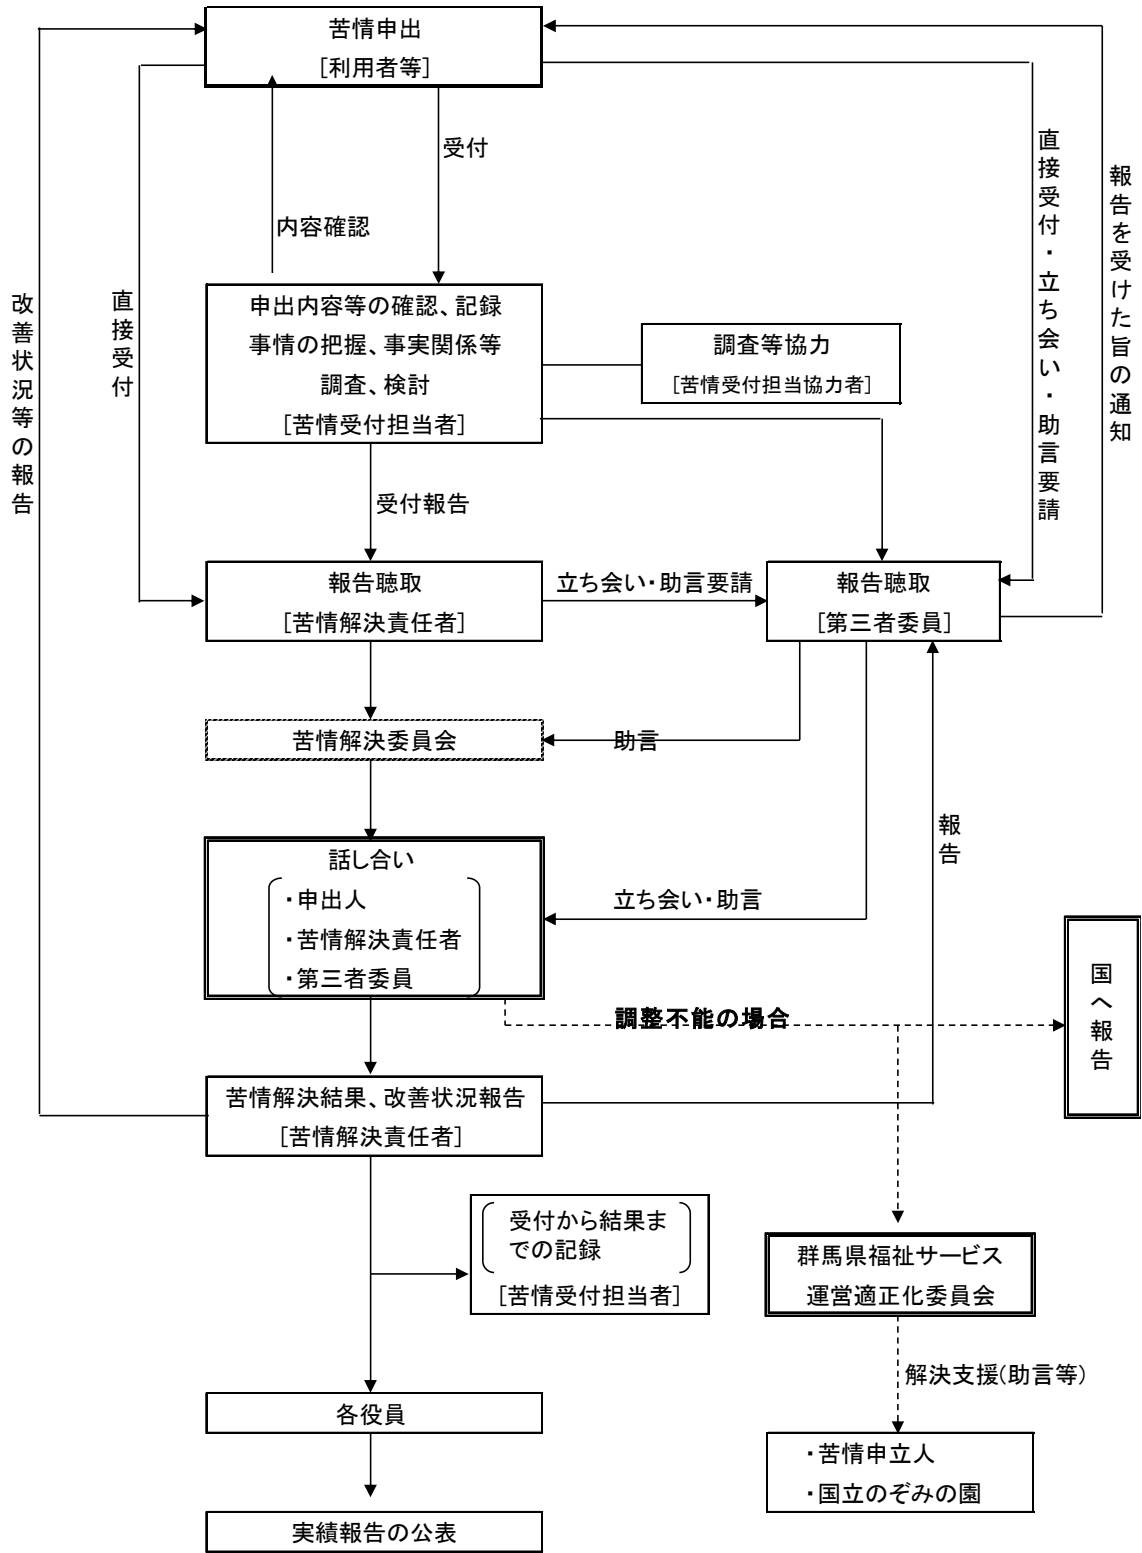 苦情申出
[利用者等]
受付
内容確認
直接受付
改善状況等の報告
直接受付・立ち会い・助言要請
報告を受けた旨の通知
申出内容等の確認、記録
事情の把握、事実関係等
調査、検討
[苦情受付担当者]
調査等協力
[苦情受付担当協力者]
受付報告
報告聴取
[苦情解決責任者]
立ち会い・助言要請
報告聴取
[第三者委員]
苦情解決委員会
助言
報告
話し合い
・申出人
・苦情解決責任者
・第三者委員
立ち会い・助言
調整不能の場合
国へ報告
苦情解決結果、改善状況報告
[苦情解決責任者]
受付から結果ま
での記録
[苦情受付担当者]
群馬県福祉サービス
運営適正化委員会
解決支援(助言等)
各役員
・苦情申立人
・国立のぞみの園
実績報告の公表